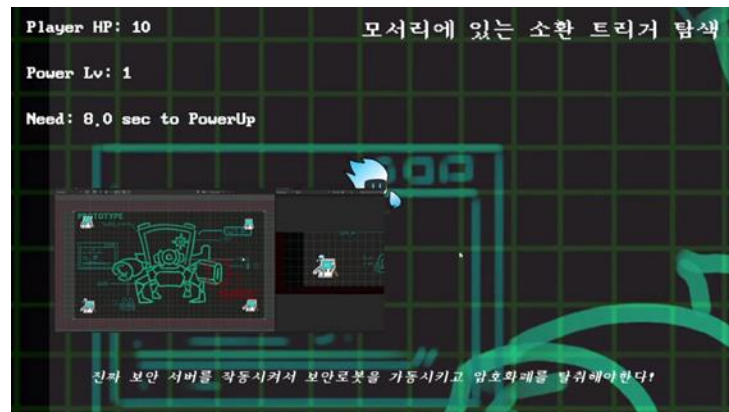 Player HP: 10
모서리에 있는 소환 트리거 탐색
Power Lv: 1
Need: 8.0 sec to PowerUp
PROTOTYPE
진짜 보안 서버를 작동시켜서 보안로봇을 가동시키고 암호화폐를 탈취해야한다!